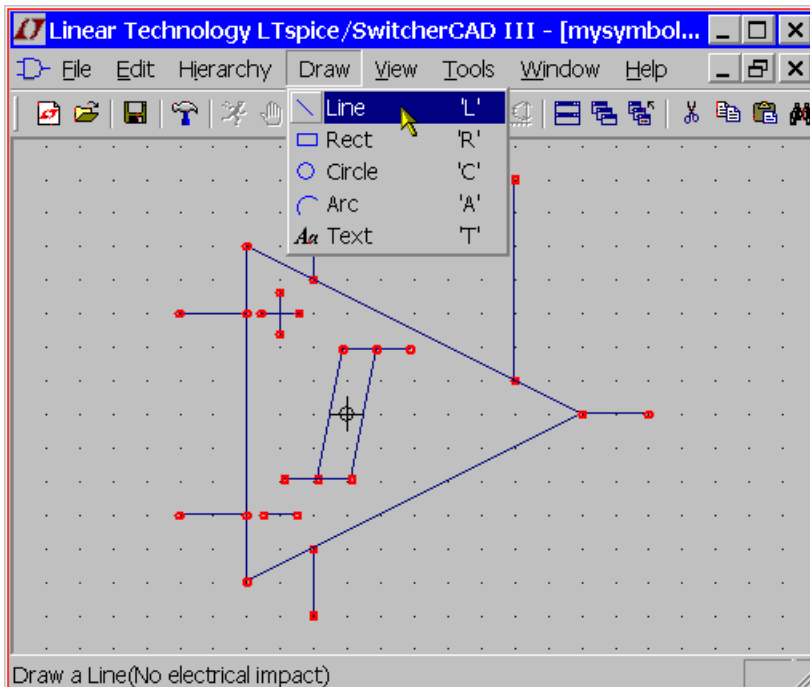 Linear Technology LTspice/SwitcherCAD III - [mysymbol...
File Edit Hierarchy Draw View Tools Window Help
Line 'L'
Rect 'R'
Circle 'C'
Arc 'A'
Aa Text 'T'
Draw a Line(No electrical impact)